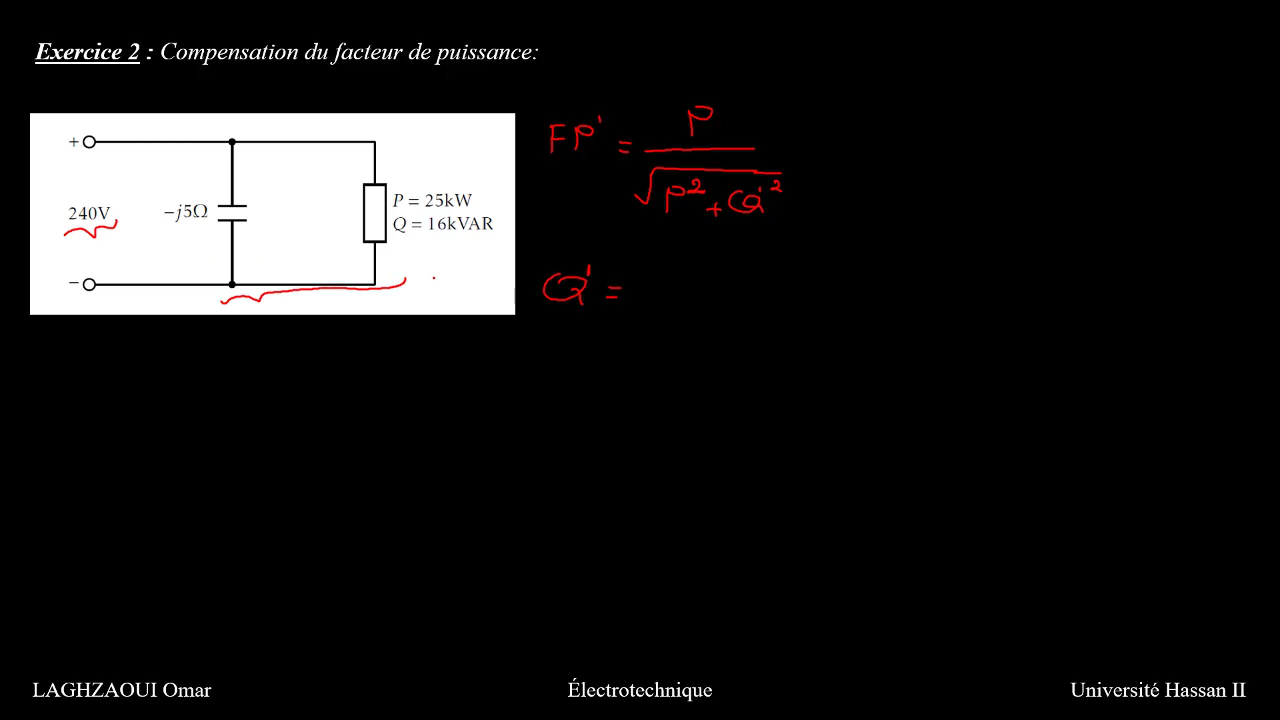 Exercice 2 : Compensation du facteur de puissance:
+
240V
−j5Ω
P = 25kW
Q = 16kVAR
−
FP' = P / √P² + Q'²
Q' =
LAGHZAOUI Omar
Électrotechnique
Université Hassan II